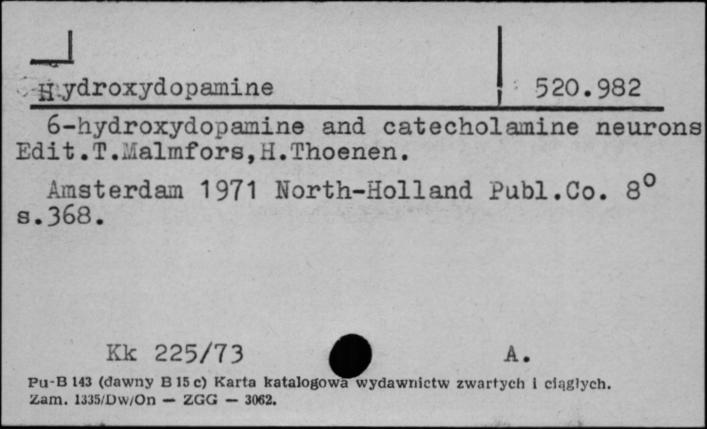 Hydroxydopamine 520.982
6-hydroxydopamine and catecholamine neurons
Edit.T.Malmfors,H.Thoenen.
Amsterdam 1971 North-Holland Publ.Co. 8°
s.368.
Kk 225/73 A.
Pu-B 143 (dawny B 15 c) Karta katalogowa wydawnictw zwartych i ciągłych.
Zam. 1335/Dw/On — ZGG — 3062.